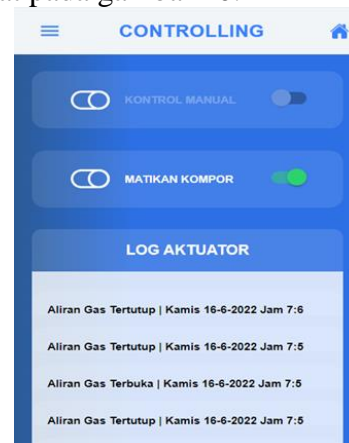 CONTROLLING
KONTROL MANUAL
MATIKAN KOMPOR
LOG AKTUATOR
Aliran Gas Tertutup | Kamis 16-6-2022 Jam 7:6
Aliran Gas Tertutup | Kamis 16-6-2022 Jam 7:5
Aliran Gas Terbuka | Kamis 16-6-2022 Jam 7:5
Aliran Gas Tertutup | Kamis 16-6-2022 Jam 7:5